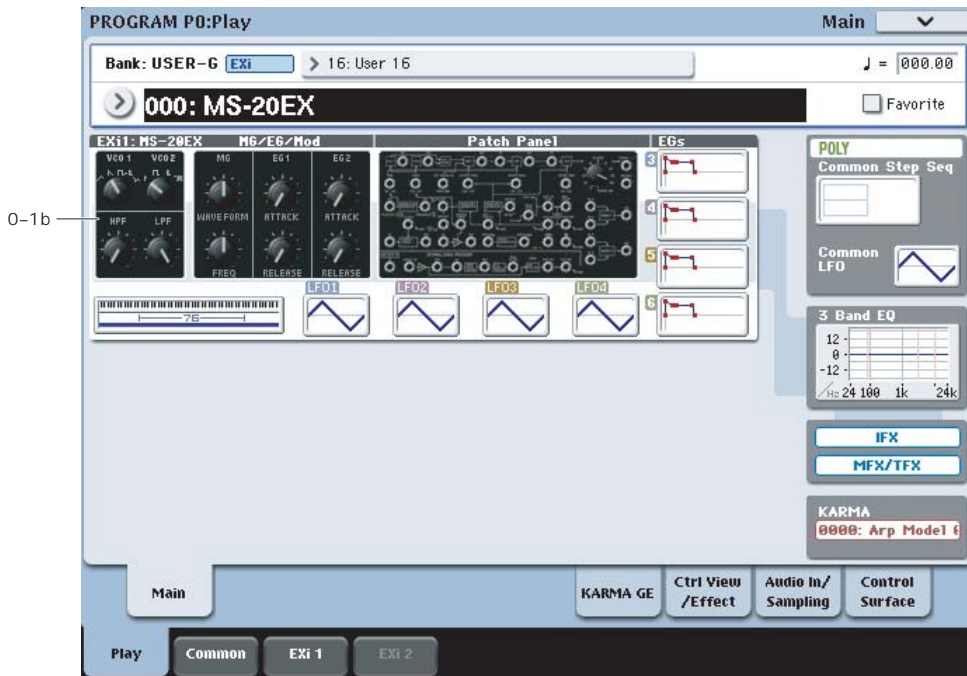 PROGRAM P0:Play
Main
Bank: USER-G EXi
16: User 16
♩ = 000.00
000: MS-20EX
Favorite
EXi1: MS-20EX MG/EG/Mod Patch Panel EGs
VCO 1 VCO 2
MG EG1 EG2
WAVE FORM ATTACK ATTACK
HPF LPF
FREQ RELEASE RELEASE
3
4
5
6
0-1b
LFO1 LFO2 LFO3 LFO4
76
POLY
Common Step Seq
Common
LFO
3 Band EQ
12
0
-12
Hz 24 100 1k 24k
IFX
MFX/TFX
KARMA
0000: Arp Model
Main
KARMA GE
Ctrl View
/Effect
Audio In/
Sampling
Control
Surface
Play
Common
EXi 1
EXi 2